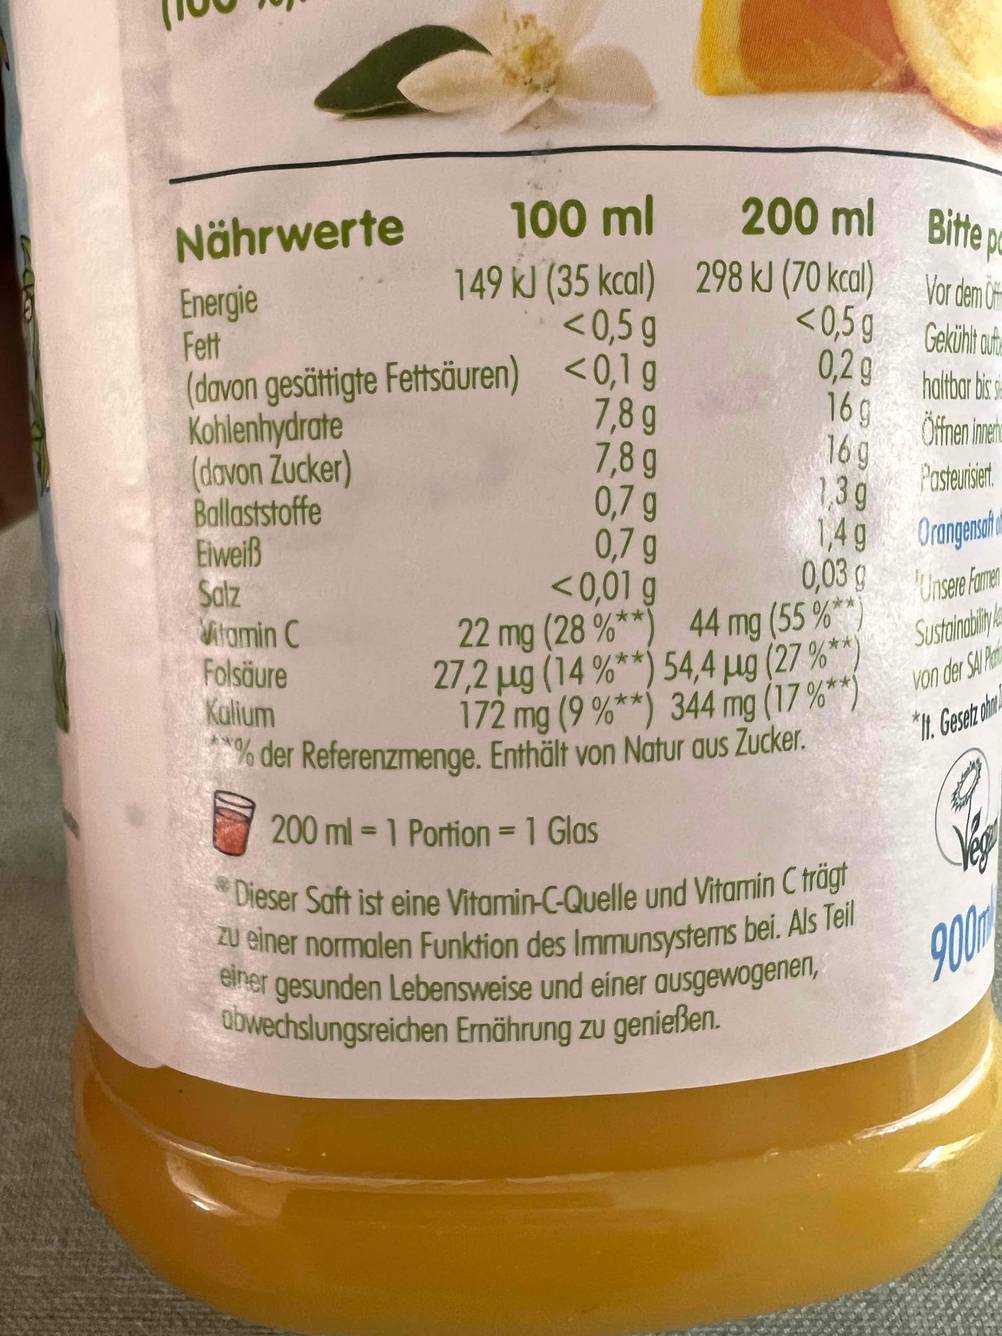 Nährwerte 100 ml 200 ml
Energie 149 kJ (35 kcal) 298 kJ (70 kcal)
Fett <0,5 g <0,5 g
(davon gesättigte Fettsäuren) <0,1 g 0,2 g
Kohlenhydrate 7,8 g 16 g
(davon Zucker) 7,8 g 16 g
Ballaststoffe 0,7 g 1,3 g
Eiweiß 0,7 g 1,4 g
Salz <0,01 g 0,03 g
Vitamin C 22 mg (28 %**) 44 mg (55 %**)
Folsäure 27,2 µg (14 %**) 54,4 µg (27 %**)
Kalium 172 mg (9 %**) 344 mg (17 %**)
**% der Referenzmenge. Enthält von Natur aus Zucker.
200 ml = 1 Portion = 1 Glas
*Dieser Saft ist eine Vitamin-C-Quelle und Vitamin C trägt
zu einer normalen Funktion des Immunsystems bei. Als Teil
einer gesunden Lebensweise und einer ausgewogenen,
abwechslungsreichen Ernährung zu genießen.
Bitte
Vor dem
Gekühlt
haltbar bis:
Öffnen
Pasteurisiert.
Orangensaft
Unsere Farmen
Sustainability
von der SAI
*lt. Gesetz ohne
900m